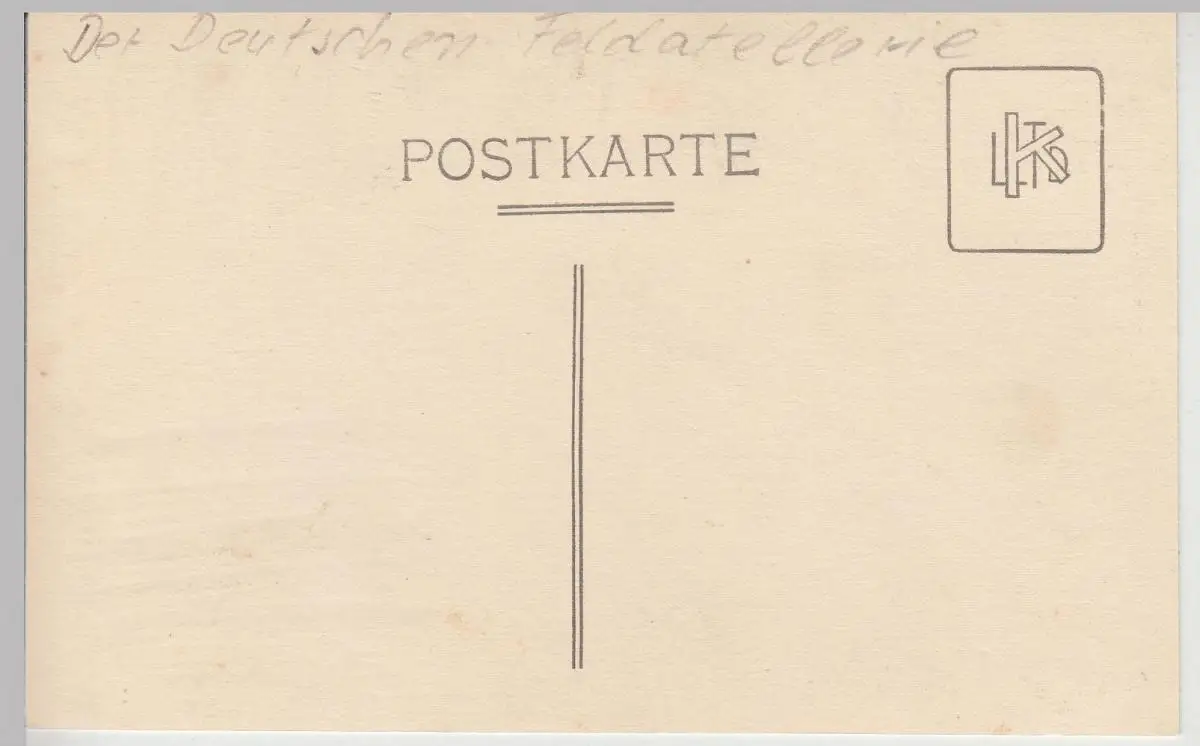 Der Deutschen Feldatellerie
POSTKARTE